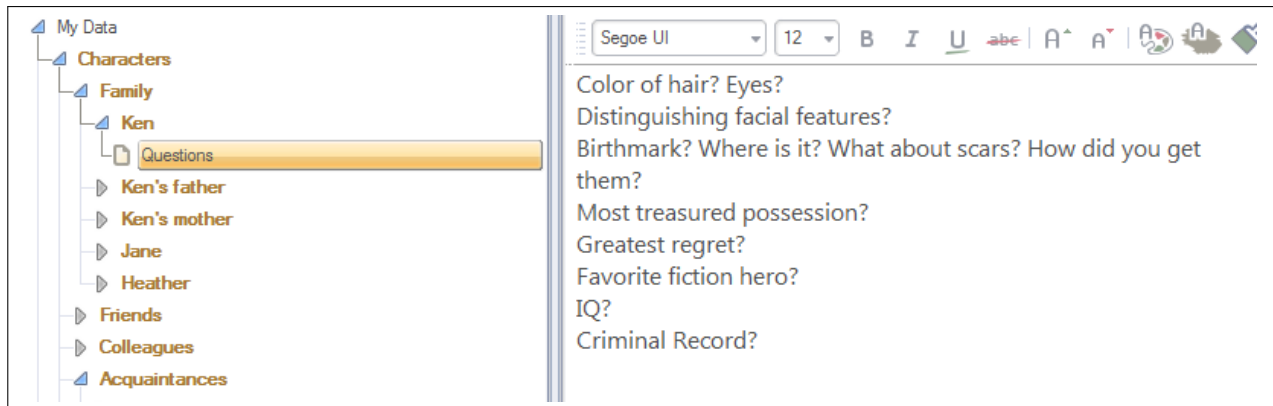 My Data
Characters
Family
Ken
Questions
Ken's father
Ken's mother
Jane
Heather
Friends
Colleagues
Acquaintances
Segoe UI 12 B I U abc A A A A
Color of hair? Eyes?
Distinguishing facial features?
Birthmark? Where is it? What about scars? How did you get
them?
Most treasured possession?
Greatest regret?
Favorite fiction hero?
IQ?
Criminal Record?